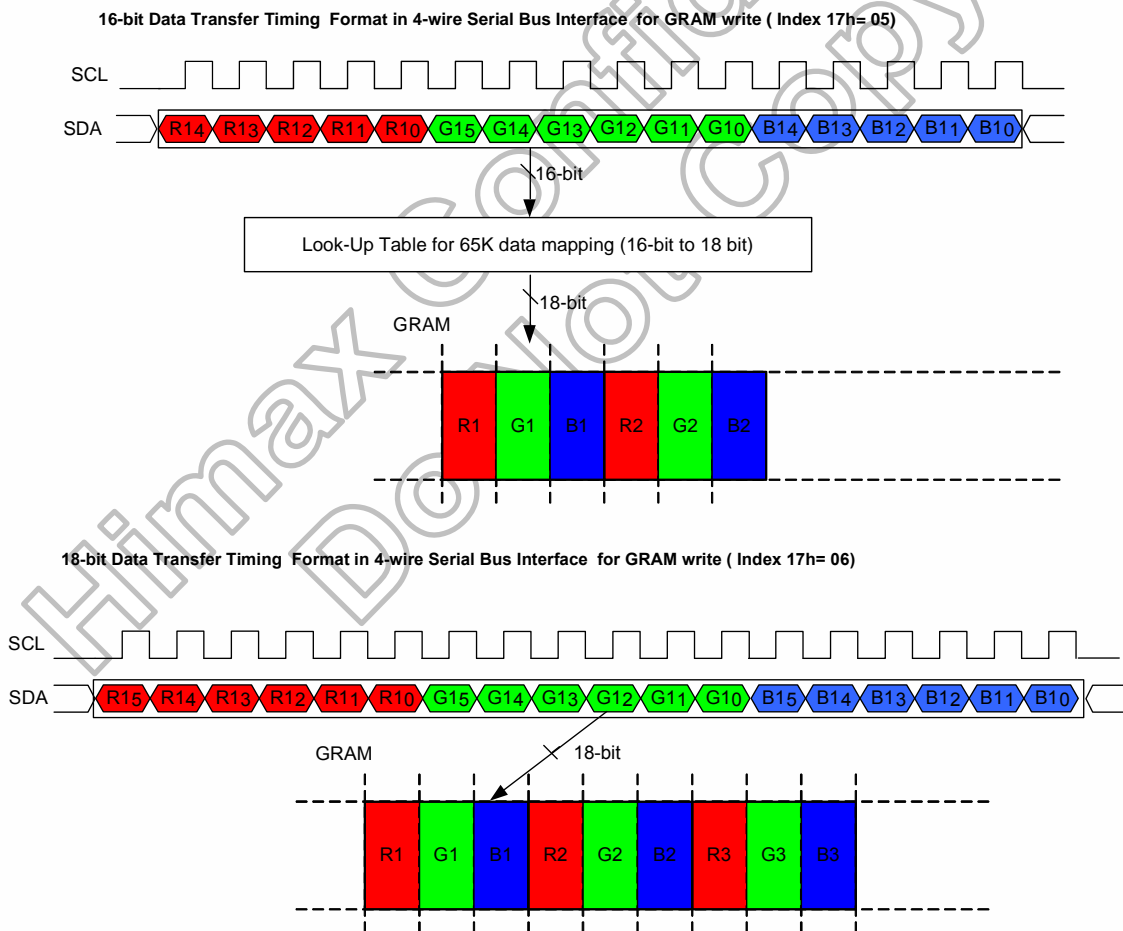 16-bit Data Transfer Timing Format in 4-wire Serial Bus Interface for GRAM write ( Index 17h= 05)
SCL
SDA R14 R13 R12 R11 R10 G15 G14 G13 G12 G11 G10 B14 B13 B12 B11 B10
16-bit
Look-Up Table for 65K data mapping (16-bit to 18 bit)
18-bit
GRAM
R1 G1 B1 R2 G2 B2
18-bit Data Transfer Timing Format in 4-wire Serial Bus Interface for GRAM write ( Index 17h= 06)
SCL
SDA R15 R14 R13 R12 R11 R10 G15 G14 G13 G12 G11 G10 B15 B14 B13 B12 B11 B10
GRAM 18-bit
R1 G1 B1 R2 G2 B2 R3 G3 B3
Himax Confid
Do Not Copy